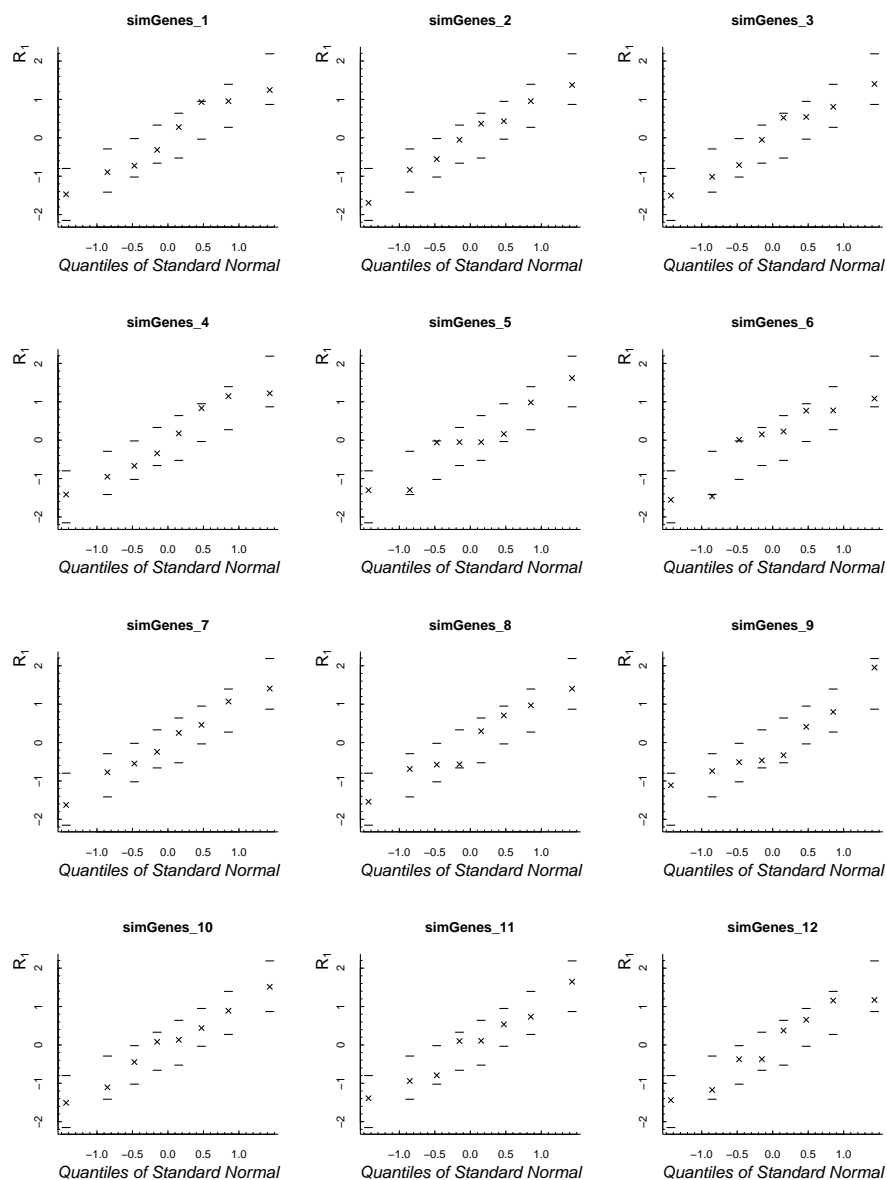 simGenes_1 simGenes_2 simGenes_3
R1 R1 R1
2 2 2
1 1 1
0 0 0
−1 −1 −1
−2 −2 −2
−1.0 −0.5 0.0 0.5 1.0 −1.0 −0.5 0.0 0.5 1.0 −1.0 −0.5 0.0 0.5 1.0
Quantiles of Standard Normal Quantiles of Standard Normal Quantiles of Standard Normal
simGenes_4 simGenes_5 simGenes_6
R1 R1 R1
2 2 2
1 1 1
0 0 0
−1 −1 −1
−2 −2 −2
−1.0 −0.5 0.0 0.5 1.0 −1.0 −0.5 0.0 0.5 1.0 −1.0 −0.5 0.0 0.5 1.0
Quantiles of Standard Normal Quantiles of Standard Normal Quantiles of Standard Normal
simGenes_7 simGenes_8 simGenes_9
R1 R1 R1
2 2 2
1 1 1
0 0 0
−1 −1 −1
−2 −2 −2
−1.0 −0.5 0.0 0.5 1.0 −1.0 −0.5 0.0 0.5 1.0 −1.0 −0.5 0.0 0.5 1.0
Quantiles of Standard Normal Quantiles of Standard Normal Quantiles of Standard Normal
simGenes_10 simGenes_11 simGenes_12
R1 R1 R1
2 2 2
1 1 1
0 0 0
−1 −1 −1
−2 −2 −2
−1.0 −0.5 0.0 0.5 1.0 −1.0 −0.5 0.0 0.5 1.0 −1.0 −0.5 0.0 0.5 1.0
Quantiles of Standard Normal Quantiles of Standard Normal Quantiles of Standard Normal